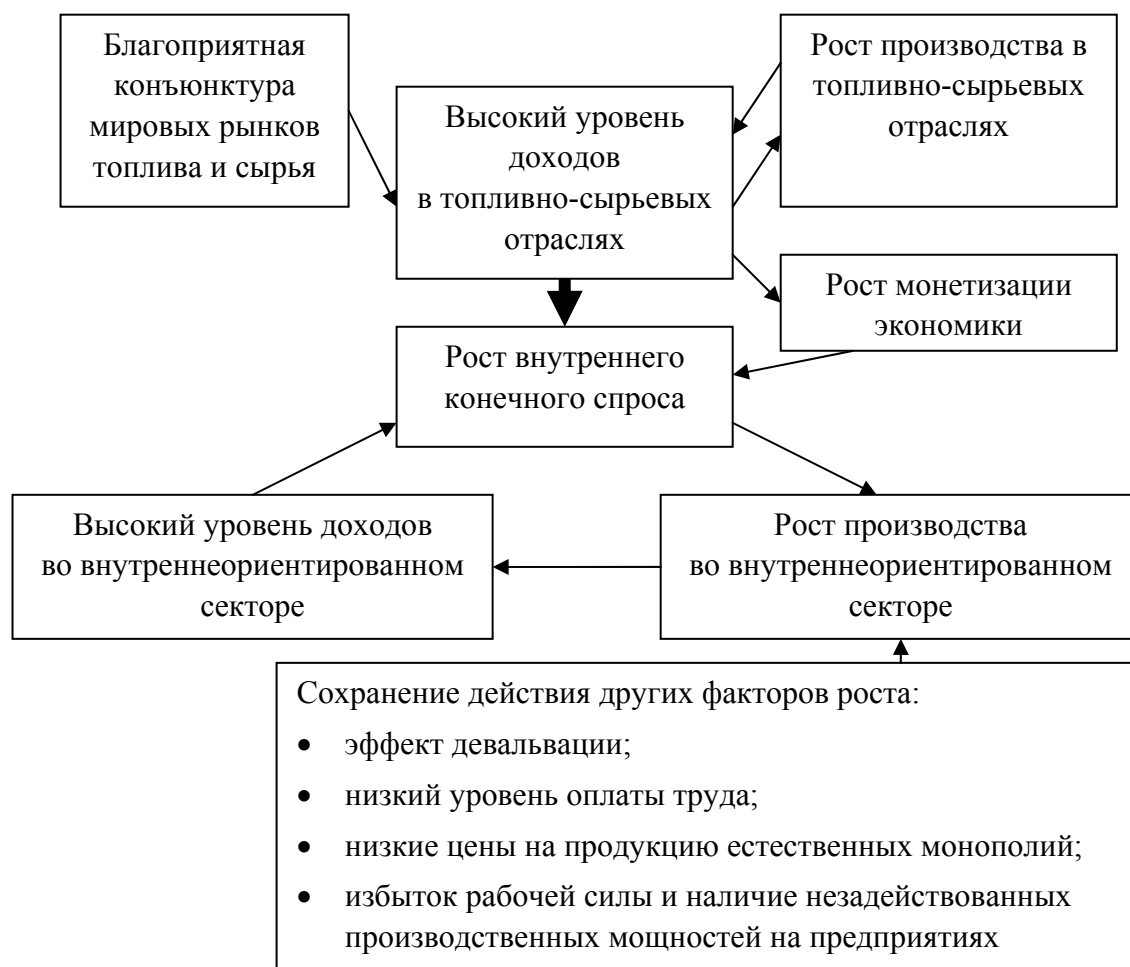 Благоприятная
конъюнктура
мировых рынков
топлива и сырья
Высокий уровень
доходов
в топливно-сырьевых
отраслях
Рост производства в
топливно-сырьевых
отраслях
Рост монетизации
экономики
Рост внутреннего
конечного спроса
Высокий уровень доходов
во внутреннеориентированном
секторе
Рост производства
во внутреннеориентированном
секторе
Сохранение действия других факторов роста:
• эффект девальвации;
• низкий уровень оплаты труда;
• низкие цены на продукцию естественных монополий;
• избыток рабочей силы и наличие незадействованных
производственных мощностей на предприятиях